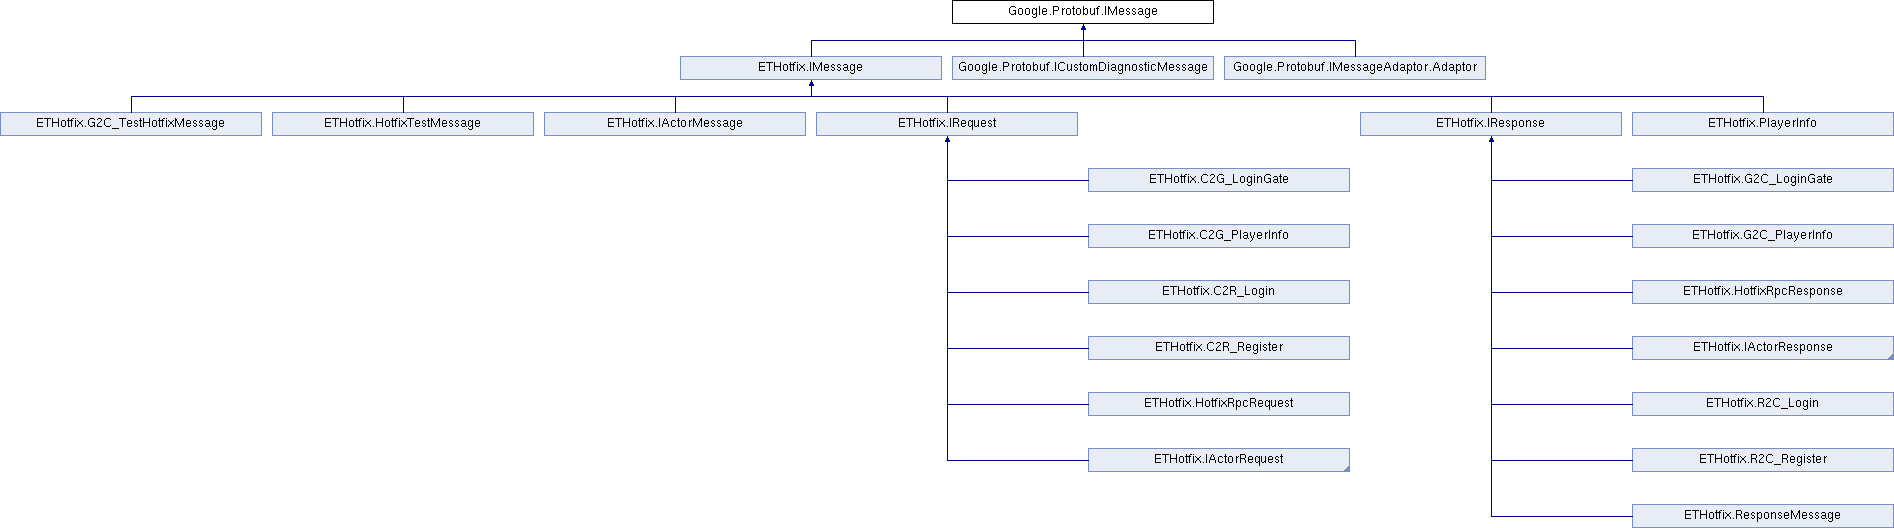 Google.Protobuf.IMessage
ETHotfix.IMessage
Google.Protobuf.ICustomDiagnosticMessage
Google.Protobuf.IMessageAdaptor.Adaptor
ETHotfix.G2C_TestHotfixMessage
ETHotfix.HotfixTestMessage
ETHotfix.IActorMessage
ETHotfix.IRequest
ETHotfix.IResponse
ETHotfix.PlayerInfo
ETHotfix.C2G_LoginGate
ETHotfix.G2C_LoginGate
ETHotfix.C2G_PlayerInfo
ETHotfix.G2C_PlayerInfo
ETHotfix.C2R_Login
ETHotfix.HotfixRpcResponse
ETHotfix.C2R_Register
ETHotfix.IActorResponse
ETHotfix.HotfixRpcRequest
ETHotfix.R2C_Login
ETHotfix.IActorRequest
ETHotfix.R2C_Register
ETHotfix.ResponseMessage